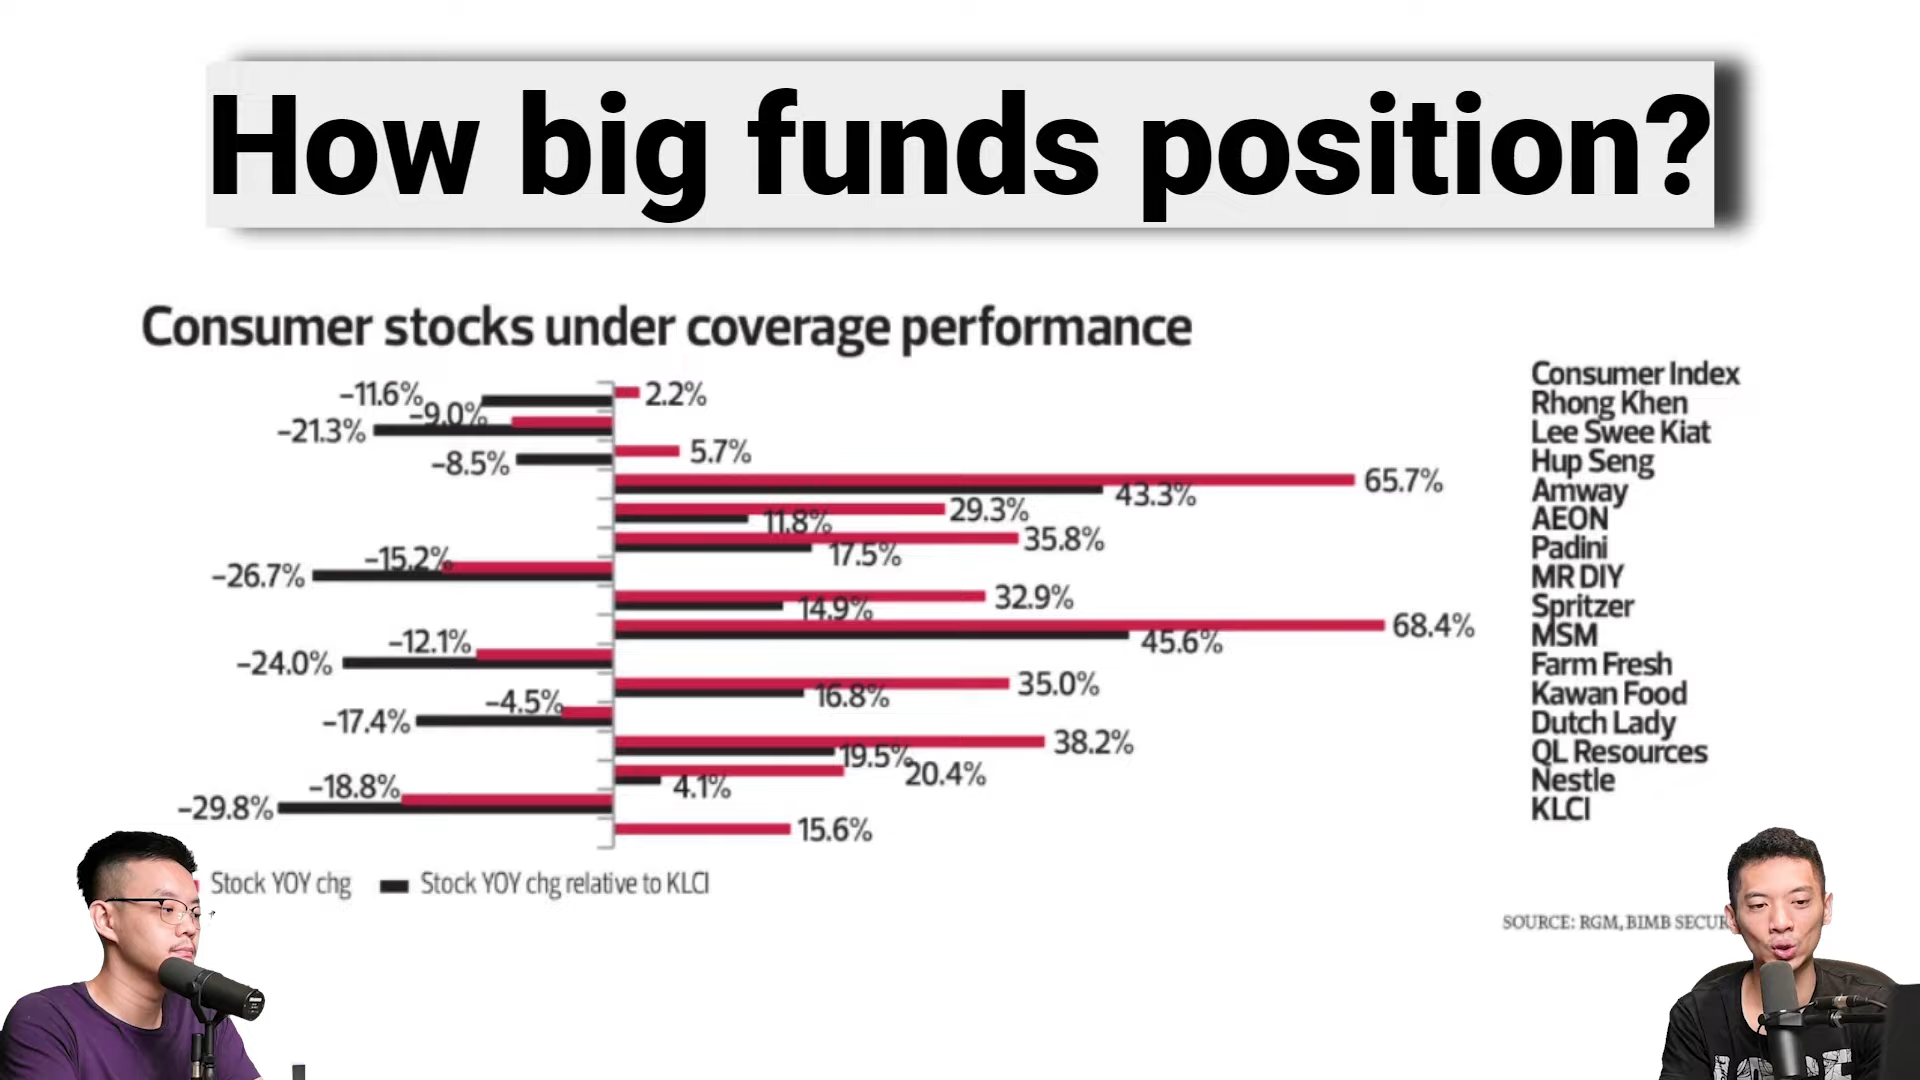 How big funds position?
Consumer stocks under coverage performance
-11.6% 2.2% Consumer Index
-21.3% -9.0% Rhong Khen
-8.5% 5.7% Lee Swee Kiat
65.7% 43.3% Hup Seng
29.3% 11.8% Amway
35.8% 17.5% AEON
-26.7% -15.2% Padini
32.9% 14.9% MR DIY
68.4% 45.6% Spritzer
-24.0% -12.1% MSM
35.0% 16.8% Farm Fresh
-17.4% -4.5% Kawan Food
38.2% 19.5% Dutch Lady
20.4% 4.1% QL Resources
-29.8% -18.8% Nestle
15.6% KLCI
Stock YOY chg Stock YOY chg relative to KLCI
SOURCE: RGM, BIMB